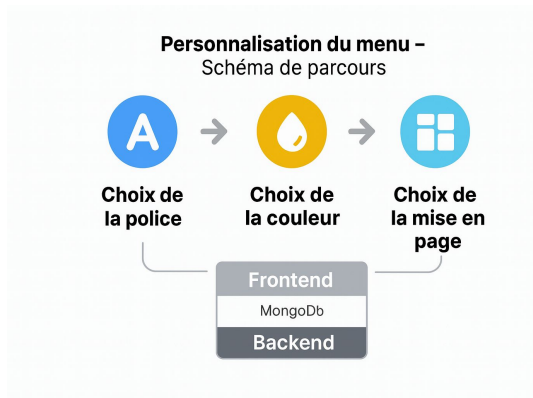 Personnalisation du menu –
Schéma de parcours
A
Choix de
la police
Choix de
la couleur
Choix de
la mise en
page
Frontend
MongoDb
Backend